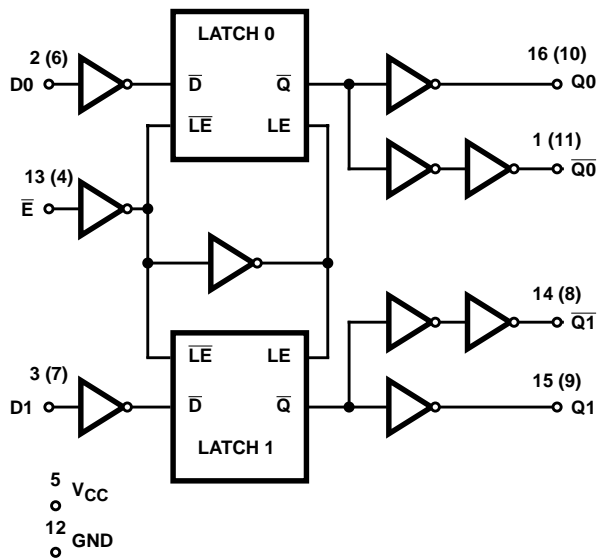 LATCH 0
2 (6)
D0
D̅
Q̅
16 (10)
Q0
L̅E̅
LE
1 (11)
Q̅0̅
13 (4)
E̅
14 (8)
Q̅1̅
L̅E̅
LE
3 (7)
D1
D̅
Q̅
15 (9)
Q1
LATCH 1
5
VCC
12
GND